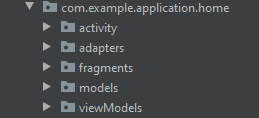 com.example.application.home
activity
adapters
fragments
models
viewModels